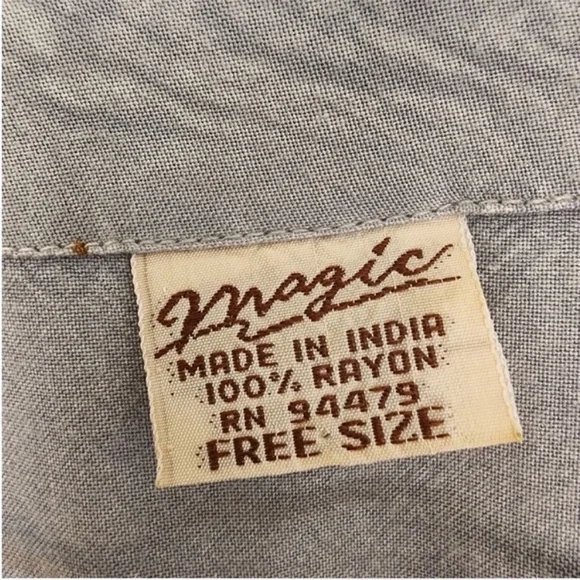 magic
MADE IN INDIA
100% RAYON
RN 94479
FREE SIZE